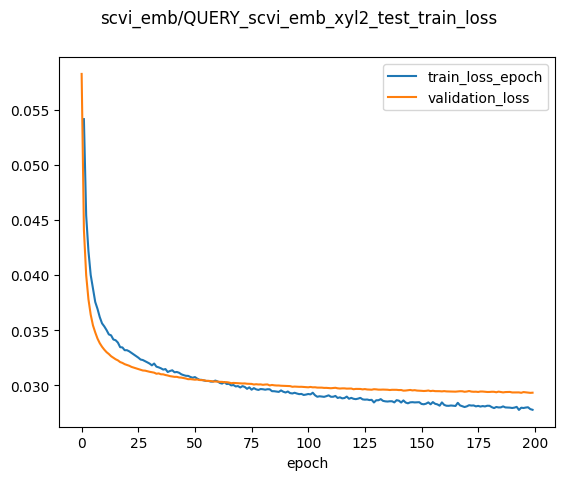 scvi_emb/QUERY_scvi_emb_xyl2_test_train_loss
train_loss_epoch
validation_loss
0.055
0.050
0.045
0.040
0.035
0.030
0 25 50 75 100 125 150 175 200
epoch